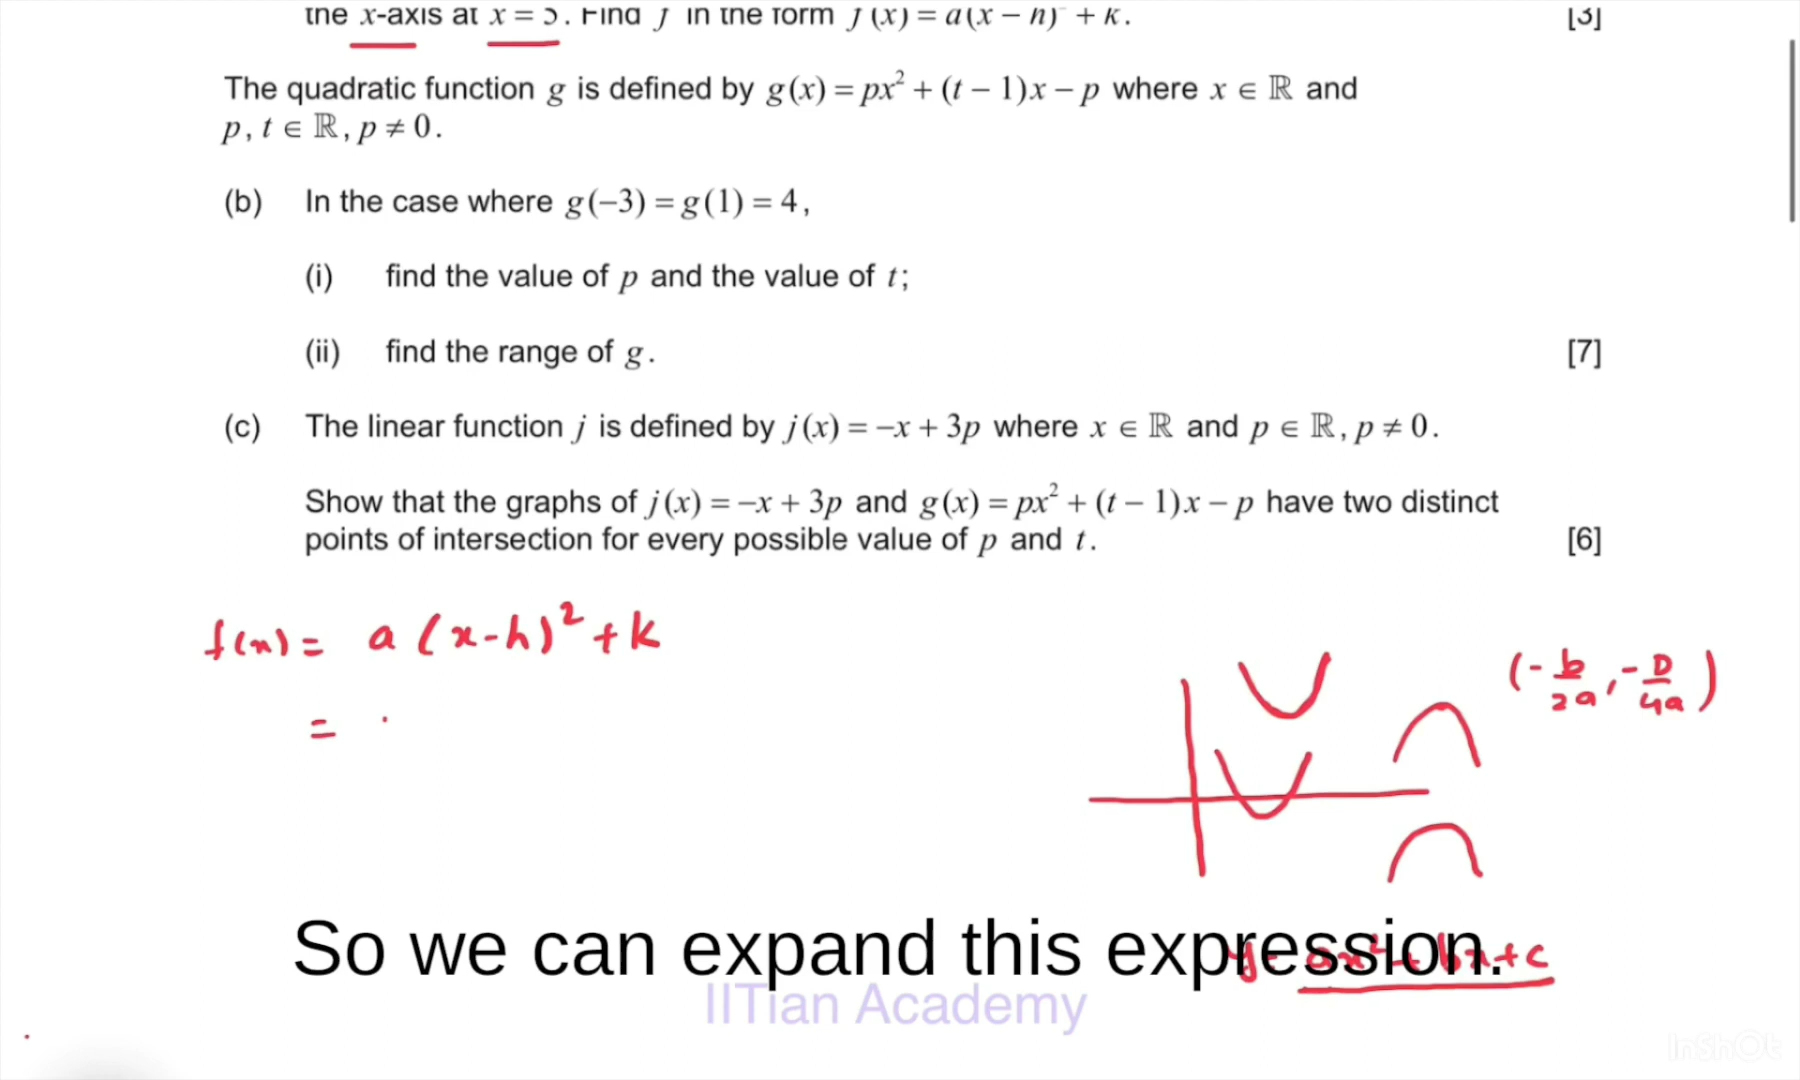 the x-axis at x = 5. Find f in the form f(x) = a(x − h)² + k. [3]
The quadratic function g is defined by g(x) = px² + (t − 1)x − p where x ∈ ℝ and
p, t ∈ ℝ, p ≠ 0.
(b) In the case where g(−3) = g(1) = 4,
(i) find the value of p and the value of t;
(ii) find the range of g. [7]
(c) The linear function j is defined by j(x) = −x + 3p where x ∈ ℝ and p ∈ ℝ, p ≠ 0.
Show that the graphs of j(x) = −x + 3p and g(x) = px² + (t − 1)x − p have two distinct
points of intersection for every possible value of p and t. [6]
f(x) = a(x-h)² + k
=
(-b/2a, -D/4a)
y = ax² + bx + c
So we can expand this expression.
IITian Academy
InShOt